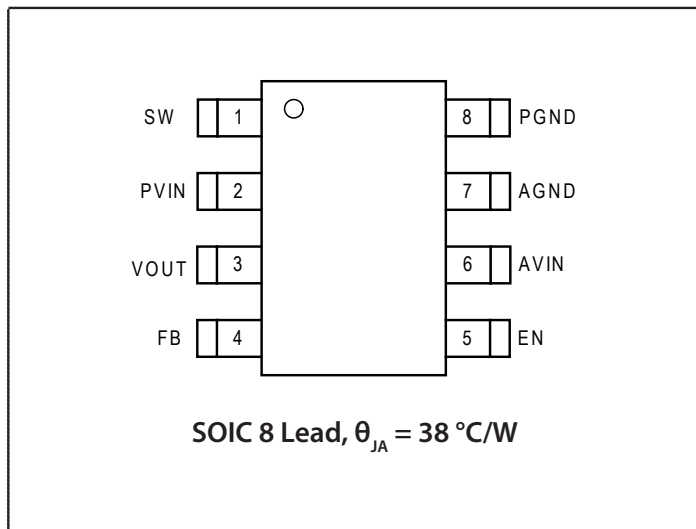 SW 1 8 PGND
PVIN 2 7 AGND
VOUT 3 6 AVIN
FB 4 5 EN
SOIC 8 Lead, θJA = 38 °C/W